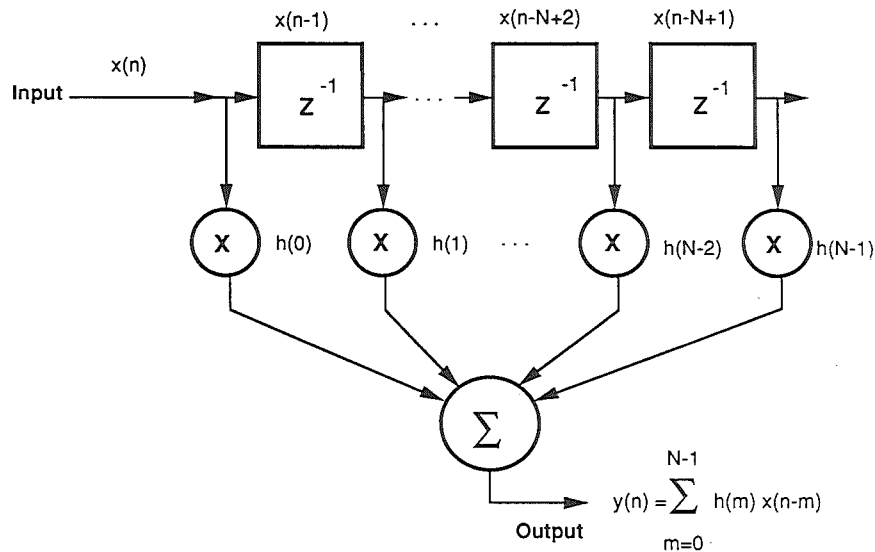 x(n-1) ... x(n-N+2) x(n-N+1)
x(n)
Input
z⁻¹ ... z⁻¹ z⁻¹
X h(0) X h(1) ... X h(N-2) X h(N-1)
Σ
N-1
y(n) = Σ h(m) x(n-m)
m=0
Output